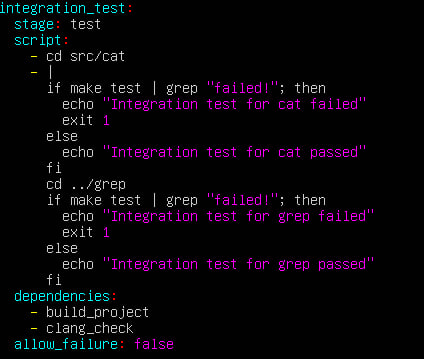 integration_test:
  stage: test
  script:
    - cd src/cat
    - |
      if make test | grep "failed!"; then
        echo "Integration test for cat failed"
        exit 1
      else
        echo "Integration test for cat passed"
      fi
      cd ../grep
      if make test | grep "failed!"; then
        echo "Integration test for grep failed"
        exit 1
      else
        echo "Integration test for grep passed"
      fi
  dependencies:
    - build_project
    - clang_check
  allow_failure: false